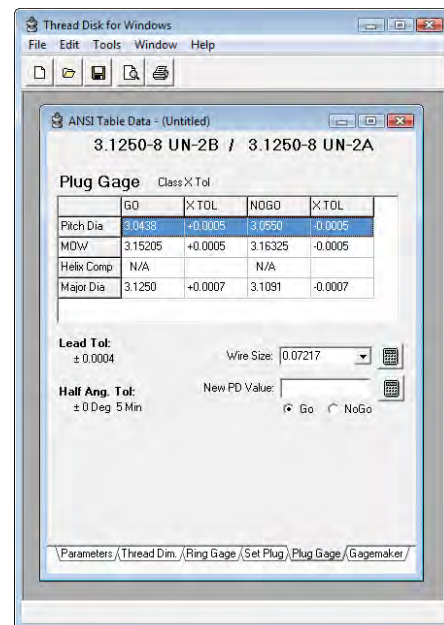 Thread Disk for Windows
File Edit Tools Window Help
ANSI Table Data - (Untitled)
3.1250-8 UN-2B / 3.1250-8 UN-2A
Plug Gage Class X Tol
GO X TOL NOGO X TOL
Pitch Dia 3.0438 +0.0005 3.0550 -0.0005
MOW 3.15205 +0.0005 3.16325 -0.0005
Helix Comp N/A N/A
Major Dia 3.1250 +0.0007 3.1091 -0.0007
Lead Tol:
± 0.0004
Wire Size: 0.07217
Half Ang. Tol:
± 0 Deg 5 Min
New PD Value:
Go NoGo
Parameters Thread Dim. Ring Gage Set Plug Plug Gage Gagemaker